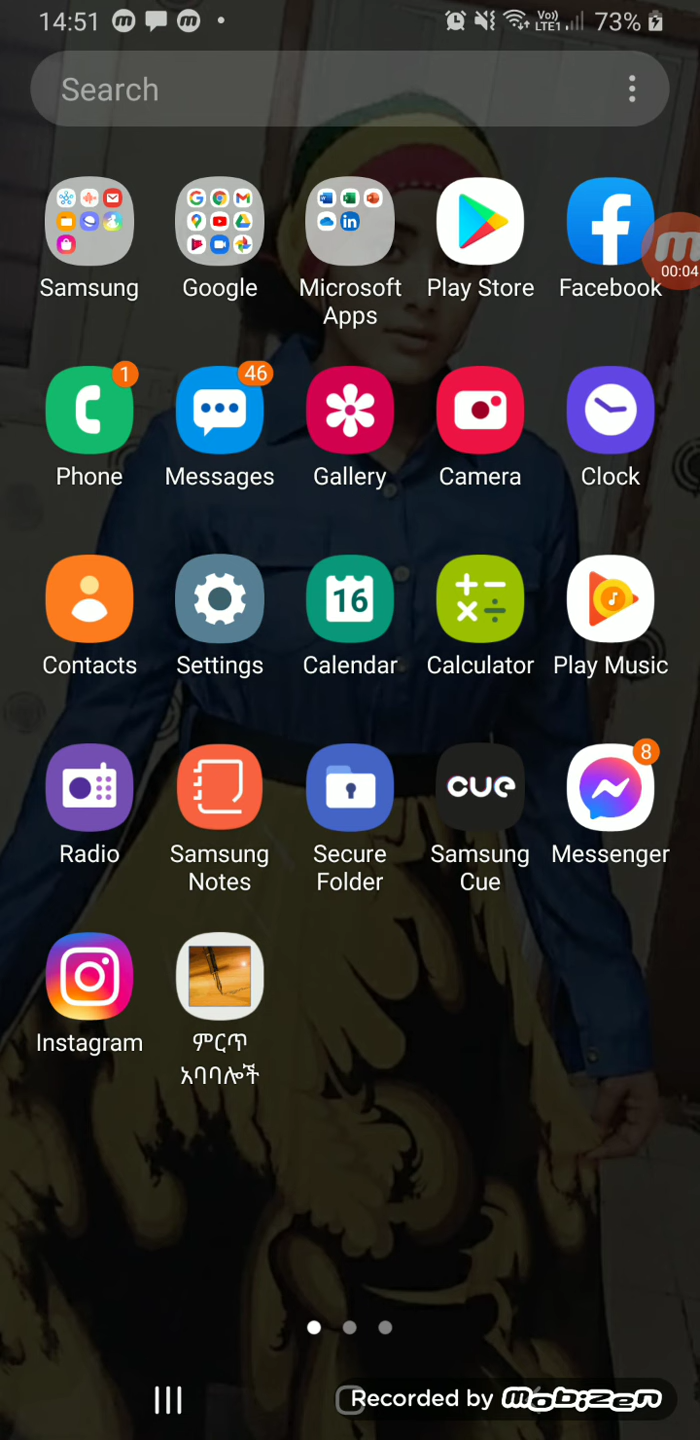 14:51
Vo)) LTE1 73%
Search
Samsung Google Microsoft Apps Play Store Facebook
00:04
1 46
Phone Messages Gallery Camera Clock
16
Contacts Settings Calendar Calculator Play Music
cue 8
Radio Samsung Notes Secure Folder Samsung Cue Messenger
Instagram ምርጥ አባባሎች
Recorded by mobizen